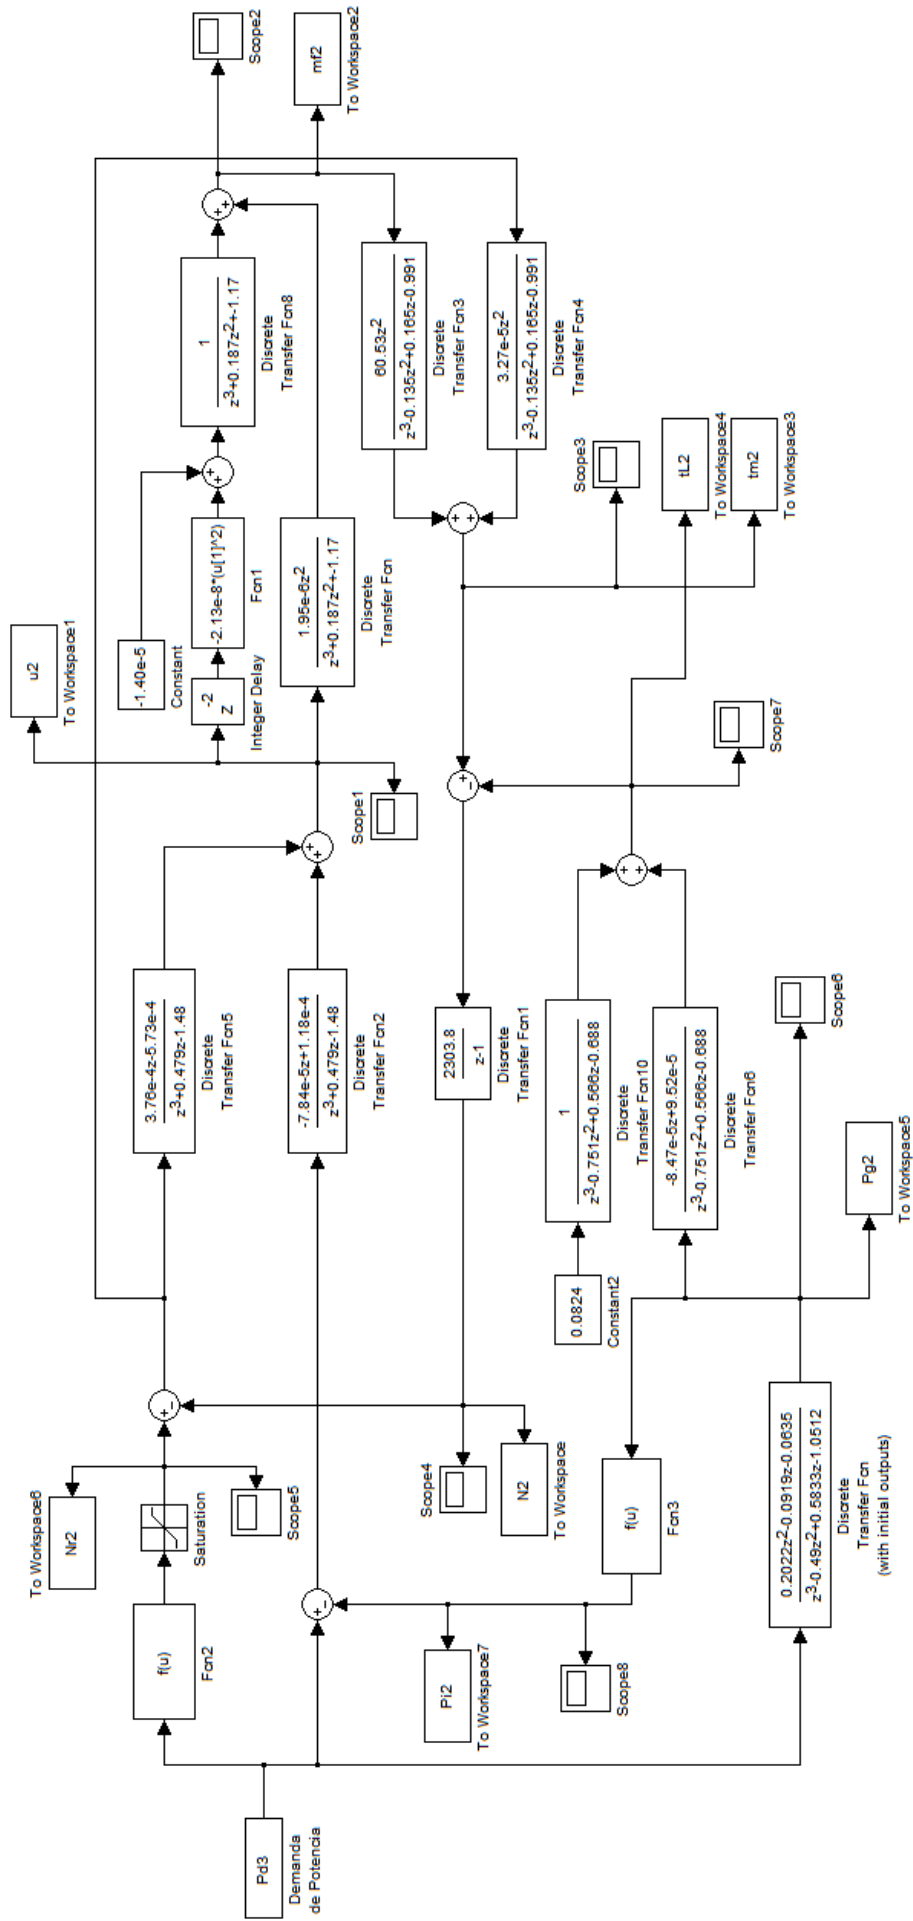 To Workspace6
Nr2
f(u)
Fcn2
Saturation
Scope5
Pd3
Demanda
de Potencia
3.76e-4z-5.73e-4
z3+0.479z-1.48
Discrete
Transfer Fcn5
-7.84e-5z+1.18e-4
z3+0.479z-1.48
Discrete
Transfer Fcn2
u2
To Workspace1
Scope1
-1.40e-5
Constant
-2
Z
Integer Delay
-2.13e-8*(u[1]^2)
Fcn1
1
z3+0.187z2+-1.17
Discrete
Transfer Fcn8
1.95e-6z2
z3+0.187z2+-1.17
Discrete
Transfer Fcn
Scope2
mf2
To Workspace2
60.53z2
z3-0.135z2+0.165z-0.991
Discrete
Transfer Fcn3
3.27e-5z2
z3-0.135z2+0.165z-0.991
Discrete
Transfer Fcn4
Scope3
tL2
To Workspace4
tm2
To Workspace3
Scope7
2303.8
z-1
Discrete
Transfer Fcn1
Scope4
N2
To Workspace
Pi2
To Workspace7
Scope8
f(u)
Fcn3
0.0824
Constant2
1
z3-0.751z2+0.566z-0.688
Discrete
Transfer Fcn10
-8.47e-5z+9.52e-5
z3-0.751z2+0.566z-0.688
Discrete
Transfer Fcn6
Scope6
Pg2
To Workspace5
0.2022z2-0.0919z-0.0635
z3-0.49z2+0.5833z-1.0512
Discrete
Transfer Fcn
(with initial outputs)